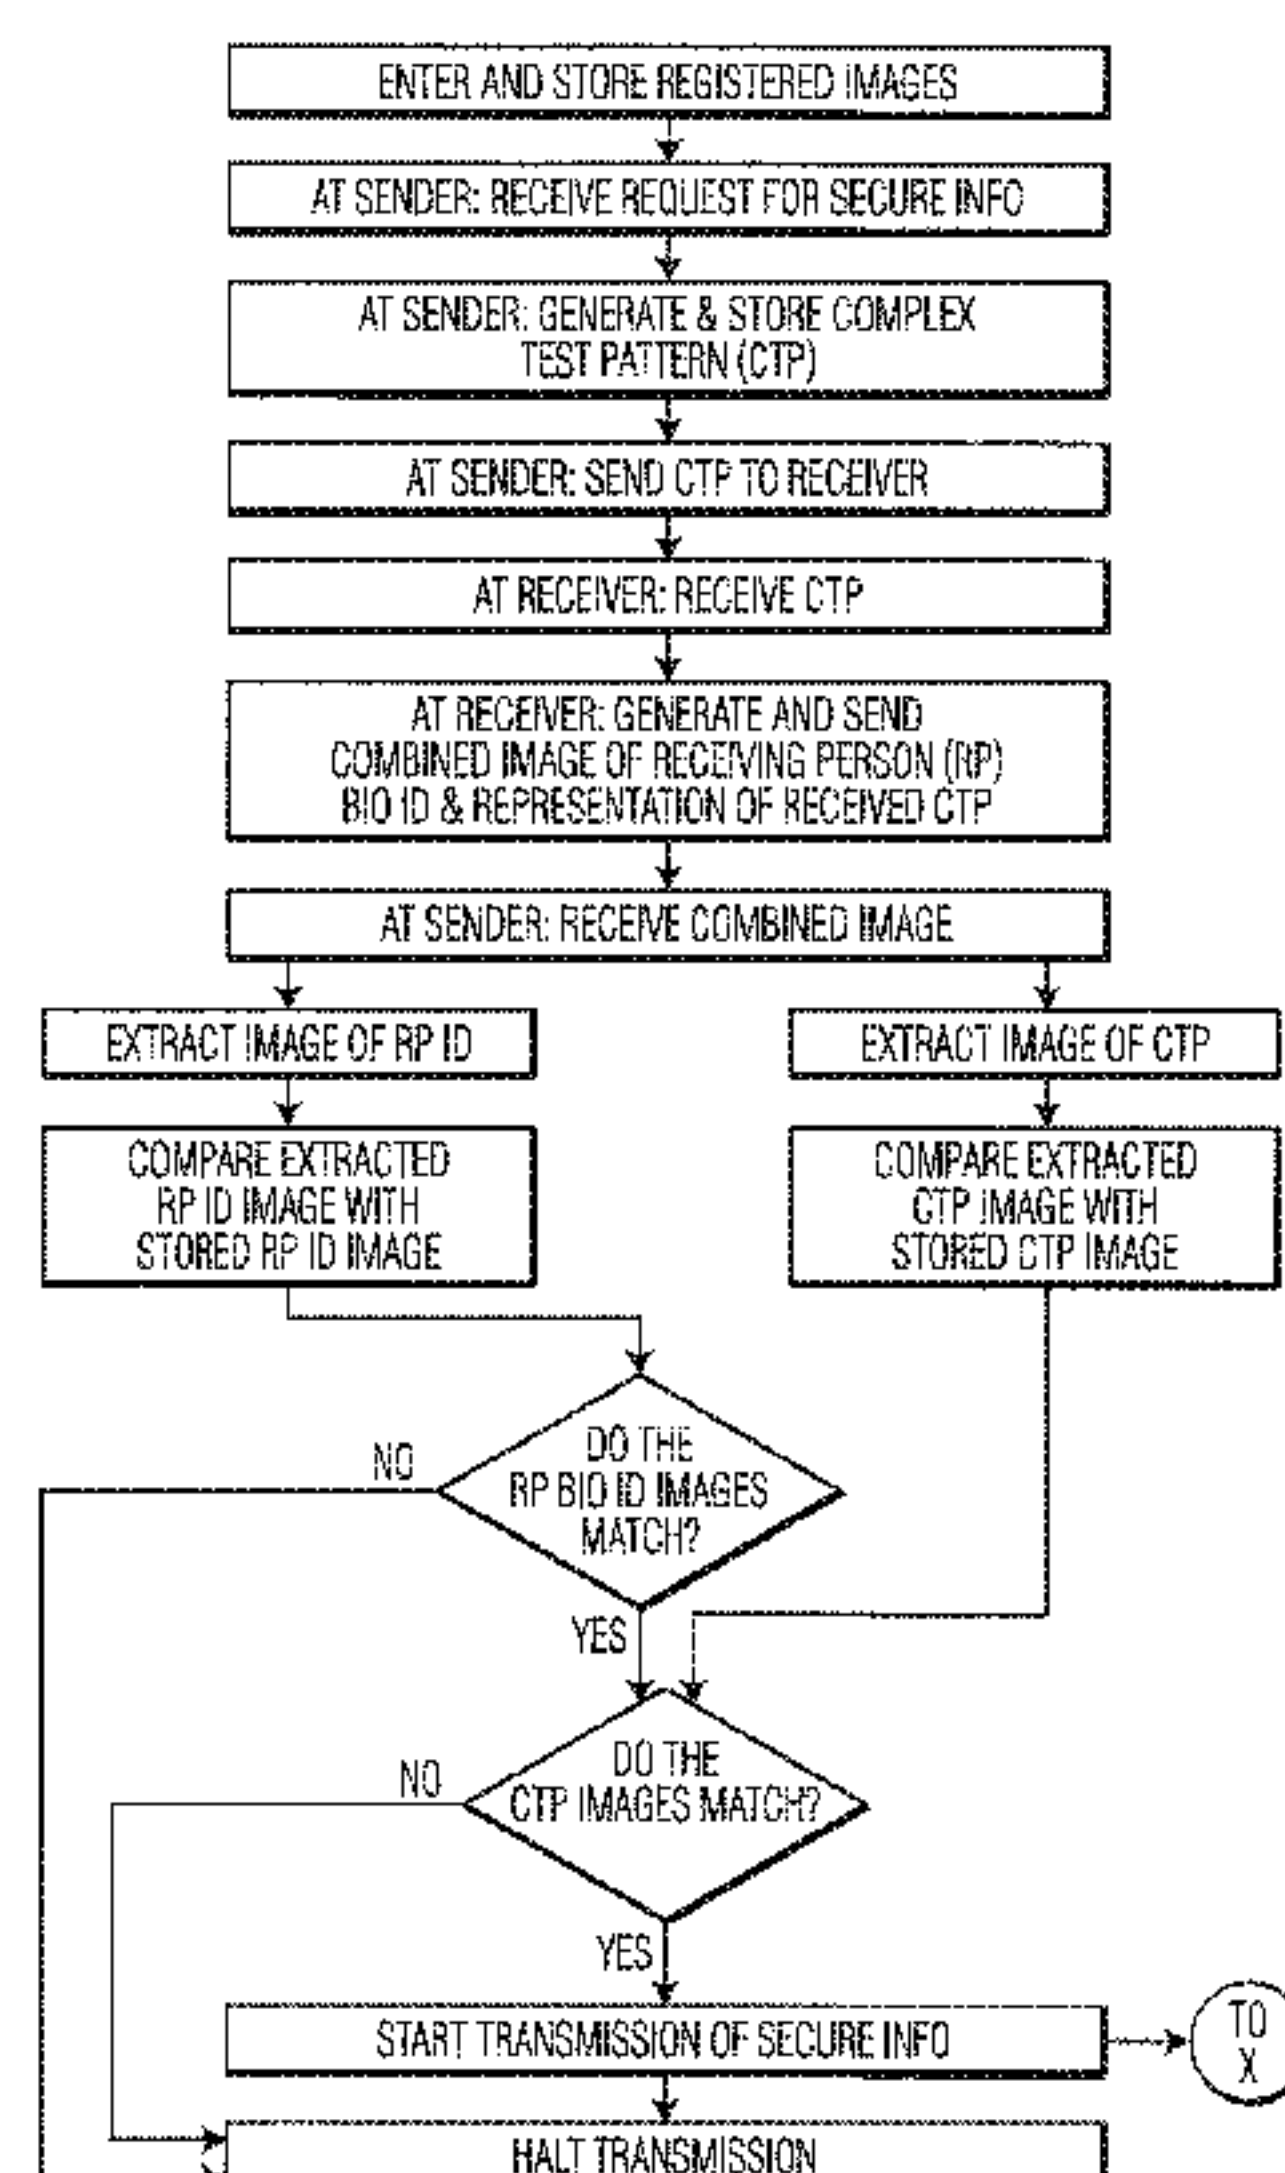 ENTER AND STORE REGISTERED IMAGES
AT SENDER: RECEIVE REQUEST FOR SECURE INFO
AT SENDER: GENERATE & STORE COMPLEX
TEST PATTERN (CTP)
AT SENDER: SEND CTP TO RECEIVER
AT RECEIVER: RECEIVE CTP
AT RECEIVER: GENERATE AND SEND
COMBINED IMAGE OF RECEIVING PERSON (RP)
BIO ID & REPRESENTATION OF RECEIVED CTP
AT SENDER: RECEIVE COMBINED IMAGE
EXTRACT IMAGE OF RP ID
EXTRACT IMAGE OF CTP
COMPARE EXTRACTED
RP ID IMAGE WITH
STORED RP ID IMAGE
COMPARE EXTRACTED
CTP IMAGE WITH
STORED CTP IMAGE
DO THE
RP BIO ID IMAGES
MATCH?
NO
YES
DO THE
CTP IMAGES MATCH?
NO
YES
START TRANSMISSION OF SECURE INFO
TO
X
HALT TRANSMISSION